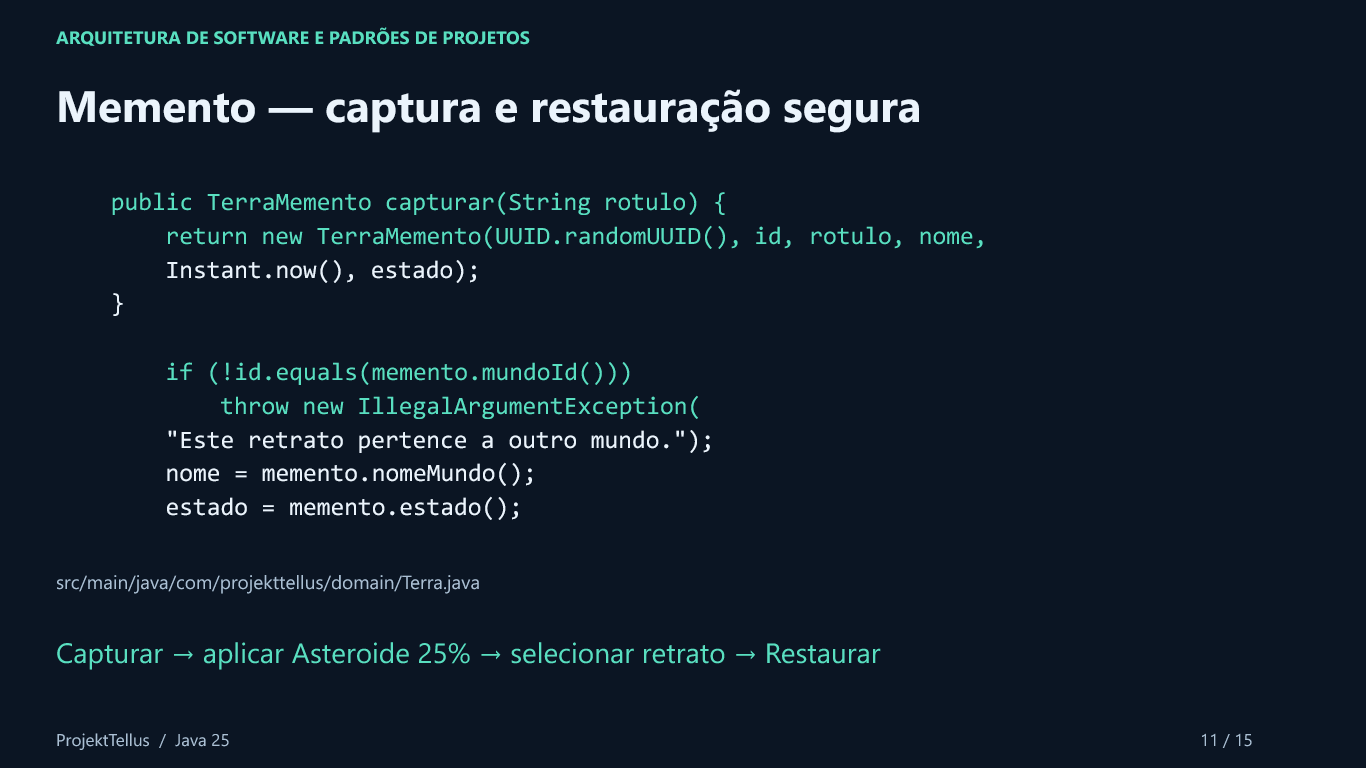 ARQUITETURA DE SOFTWARE E PADRÕES DE PROJETOS
Memento — captura e restauração segura
public TerraMemento capturar(String rotulo) {
    return new TerraMemento(UUID.randomUUID(), id, rotulo, nome,
    Instant.now(), estado);
}
    if (!id.equals(memento.mundoId()))
        throw new IllegalArgumentException(
    "Este retrato pertence a outro mundo.");
    nome = memento.nomeMundo();
    estado = memento.estado();
src/main/java/com/projekttellus/domain/Terra.java
Capturar → aplicar Asteroide 25% → selecionar retrato → Restaurar
ProjektTellus / Java 25
11 / 15